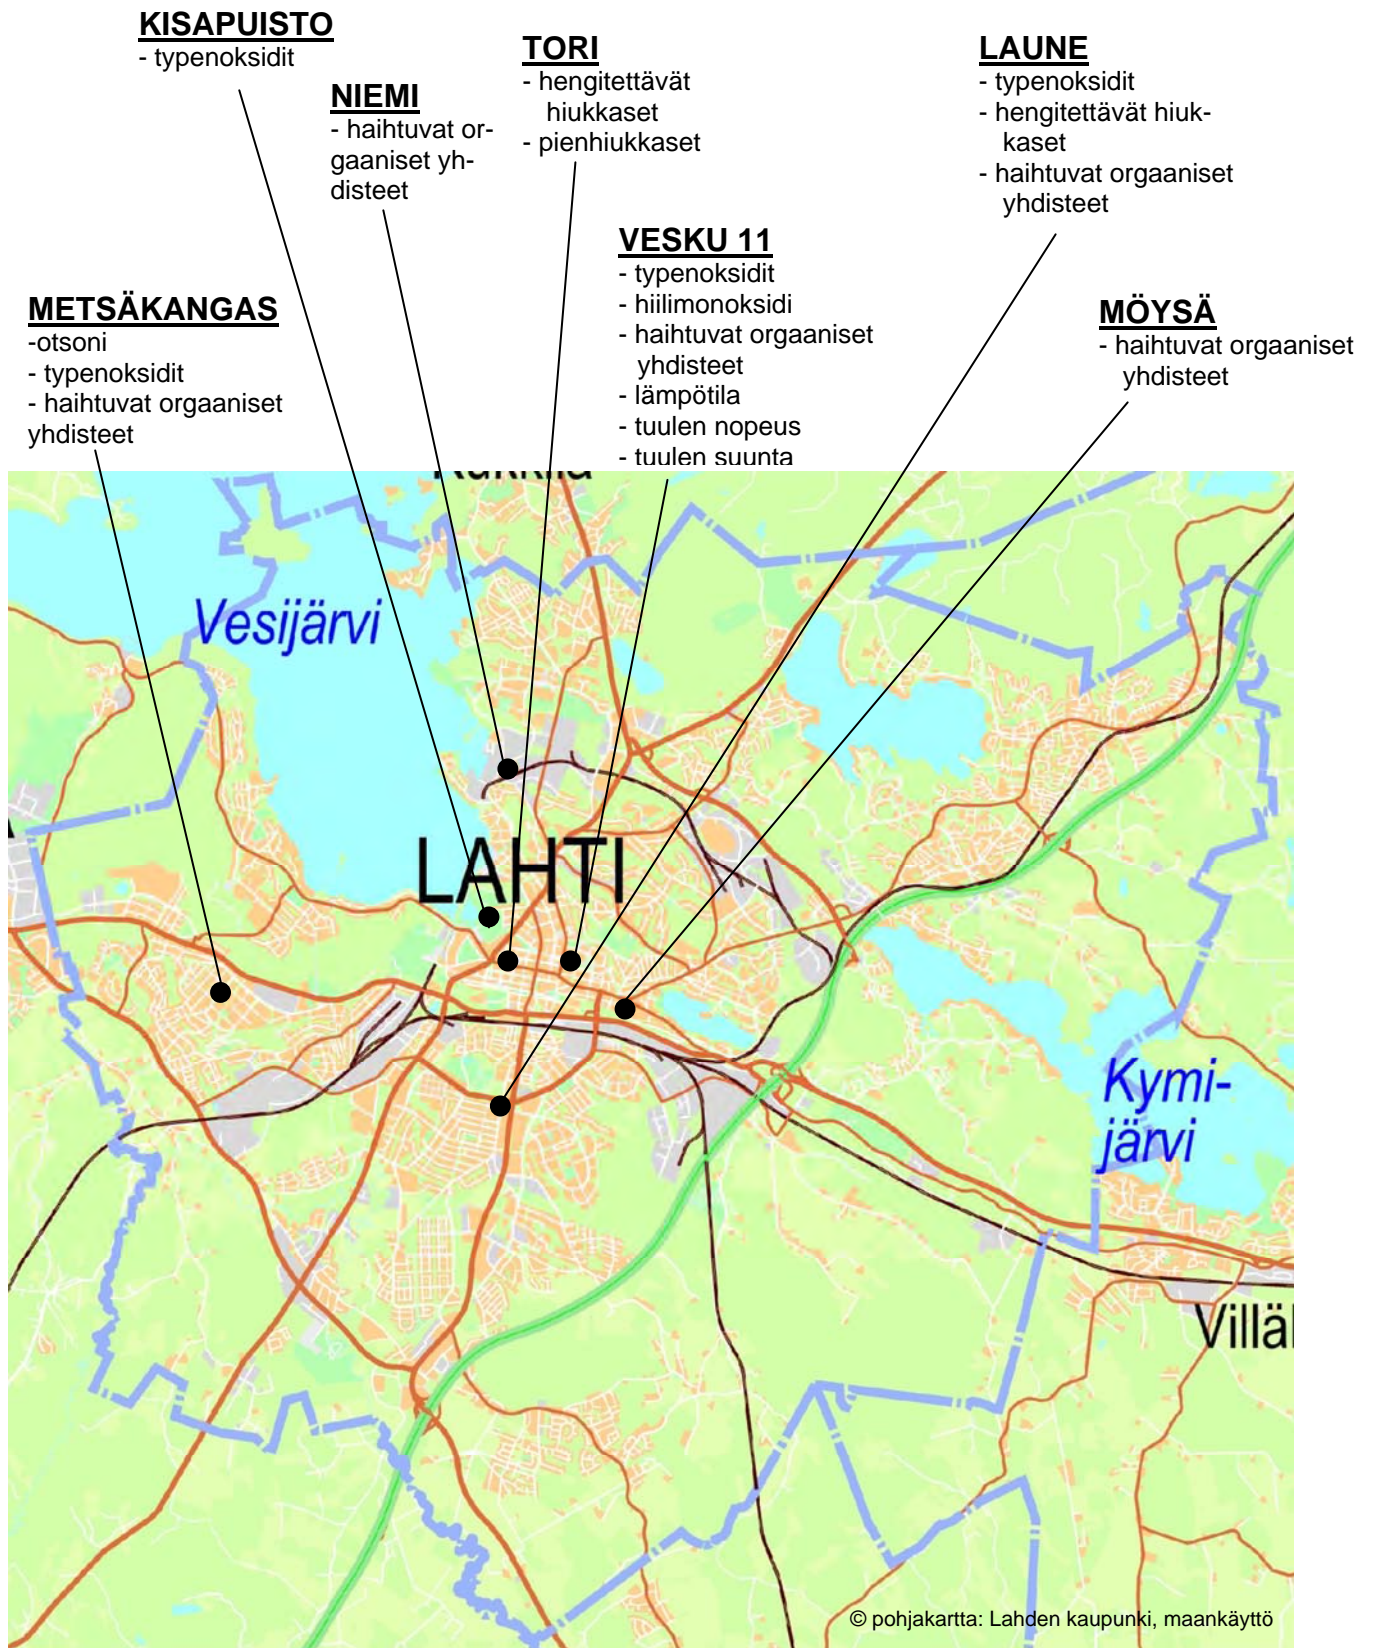 KISAPUISTO
- typenoksidit
NIEMI
- haihtuvat or-
gaaniset yh-
disteet
TORI
- hengitettävät
hiukkaset
- pienhiukkaset
LAUNE
- typenoksidit
- hengitettävät hiuk-
kaset
- haihtuvat orgaaniset
yhdisteet
VESKU 11
- typenoksidit
- hiilimonoksidi
- haihtuvat orgaaniset
yhdisteet
- lämpötila
- tuulen nopeus
- tuulen suunta
METSÄKANGAS
-otsoni
- typenoksidit
- haihtuvat orgaaniset
yhdisteet
MÖYSÄ
- haihtuvat orgaaniset
yhdisteet
Vesijärvi
LAHTI
Kymi-
järvi
Villä
© pohjakartta: Lahden kaupunki, maankäyttö